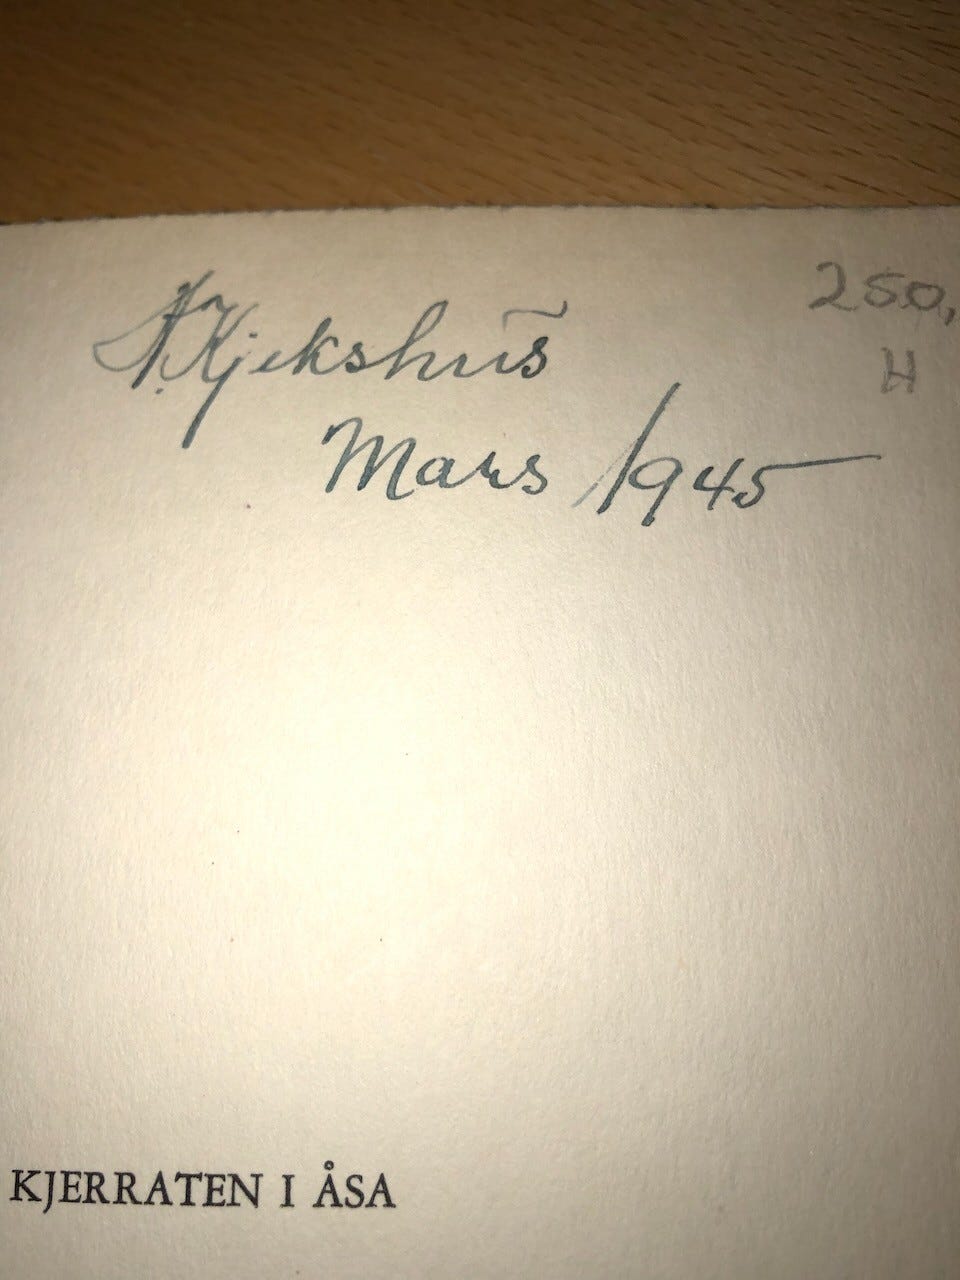 A. Kjekshus
250,
H
Mars 1945
KJERRATEN I ÅSA